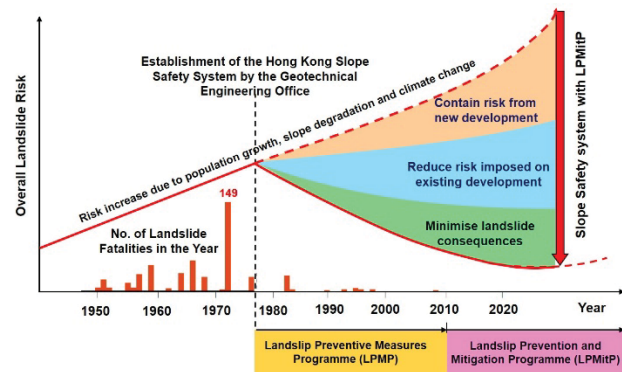 Overall Landslide Risk
Establishment of the Hong Kong Slope
Safety System by the Geotechnical
Engineering Office
Risk increase due to population growth, slope degradation and climate change
Contain risk from
new development
Reduce risk imposed on
existing development
Minimise landslide
consequences
Slope Safety system with LPMitP
149
No. of Landslide
Fatalities in the Year
1950
1960
1970
1980
1990
2000
2010
2020
Year
Landslip Preventive Measures
Programme (LPMP)
Landslip Prevention and
Mitigation Programme (LPMitP)